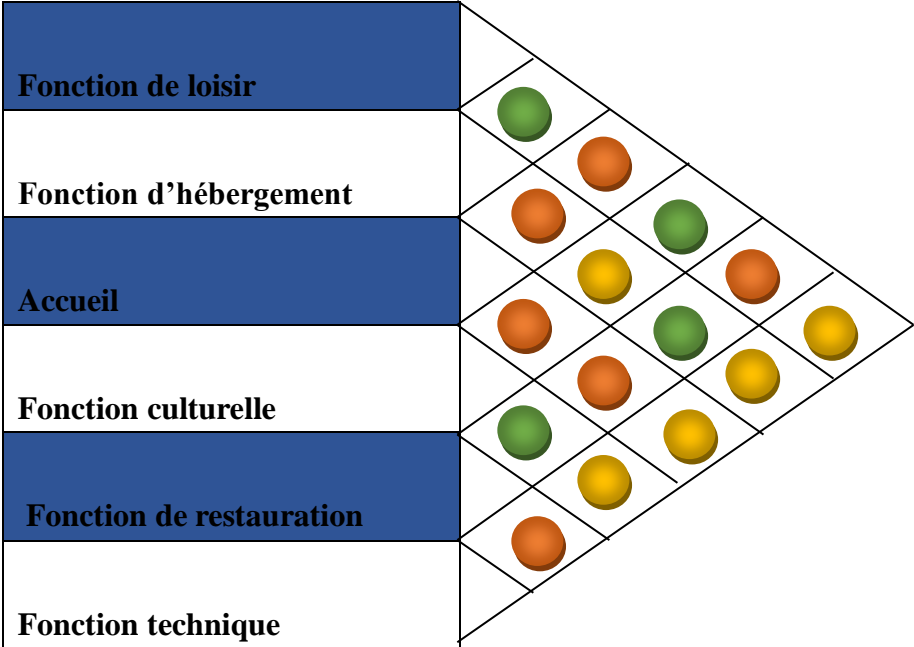 Fonction de loisir
Fonction d’hébergement
Accueil
Fonction culturelle
Fonction de restauration
Fonction technique